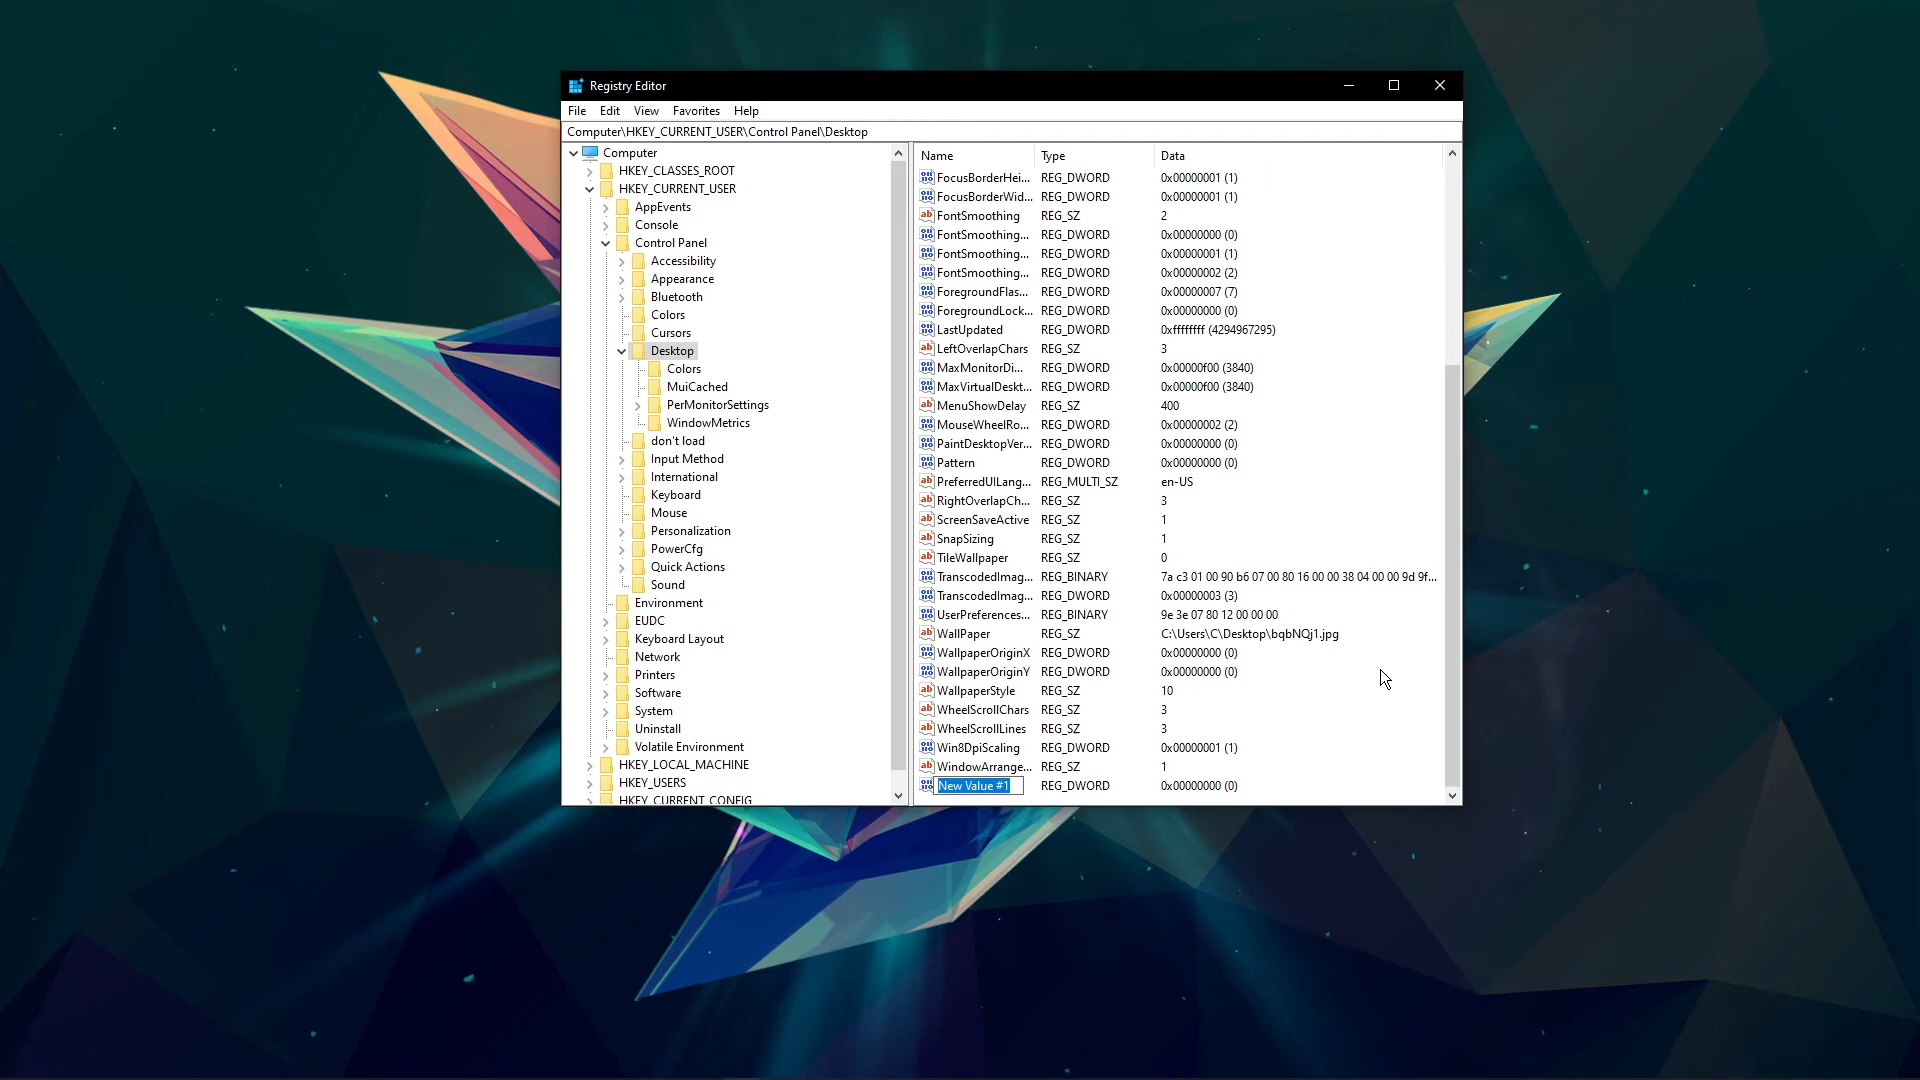 Registry Editor
File Edit View Favorites Help
Computer\HKEY_CURRENT_USER\Control Panel\Desktop
Computer
HKEY_CLASSES_ROOT
HKEY_CURRENT_USER
AppEvents
Console
Control Panel
Accessibility
Appearance
Bluetooth
Colors
Cursors
Desktop
Colors
MuiCached
PerMonitorSettings
WindowMetrics
don't load
Input Method
International
Keyboard
Mouse
Personalization
PowerCfg
Quick Actions
Sound
Environment
EUDC
Keyboard Layout
Network
Printers
Software
System
Uninstall
Volatile Environment
HKEY_LOCAL_MACHINE
HKEY_USERS
HKEY_CURRENT_CONFIG
Name Type Data
FocusBorderHei... REG_DWORD 0x00000001 (1)
FocusBorderWid... REG_DWORD 0x00000001 (1)
FontSmoothing REG_SZ 2
FontSmoothing... REG_DWORD 0x00000000 (0)
FontSmoothing... REG_DWORD 0x00000001 (1)
FontSmoothing... REG_DWORD 0x00000002 (2)
ForegroundFlas... REG_DWORD 0x00000007 (7)
ForegroundLock... REG_DWORD 0x00000000 (0)
LastUpdated REG_DWORD 0xffffffff (4294967295)
LeftOverlapChars REG_SZ 3
MaxMonitorDi... REG_DWORD 0x00000f00 (3840)
MaxVirtualDeskt... REG_DWORD 0x00000f00 (3840)
MenuShowDelay REG_SZ 400
MouseWheelRo... REG_DWORD 0x00000002 (2)
PaintDesktopVer... REG_DWORD 0x00000000 (0)
Pattern REG_DWORD 0x00000000 (0)
PreferredUILang... REG_MULTI_SZ en-US
RightOverlapCh... REG_SZ 3
ScreenSaveActive REG_SZ 1
SnapSizing REG_SZ 1
TileWallpaper REG_SZ 0
TranscodedImag... REG_BINARY 7a c3 01 00 90 b6 07 00 80 16 00 00 38 04 00 00 9d 9f...
TranscodedImag... REG_DWORD 0x00000003 (3)
UserPreferences... REG_BINARY 9e 3e 07 80 12 00 00 00
WallPaper REG_SZ C:\Users\C\Desktop\bqbNQj1.jpg
WallpaperOriginX REG_DWORD 0x00000000 (0)
WallpaperOriginY REG_DWORD 0x00000000 (0)
WallpaperStyle REG_SZ 10
WheelScrollChars REG_SZ 3
WheelScrollLines REG_SZ 3
Win8DpiScaling REG_DWORD 0x00000001 (1)
WindowArrange... REG_SZ 1
New Value #1 REG_DWORD 0x00000000 (0)